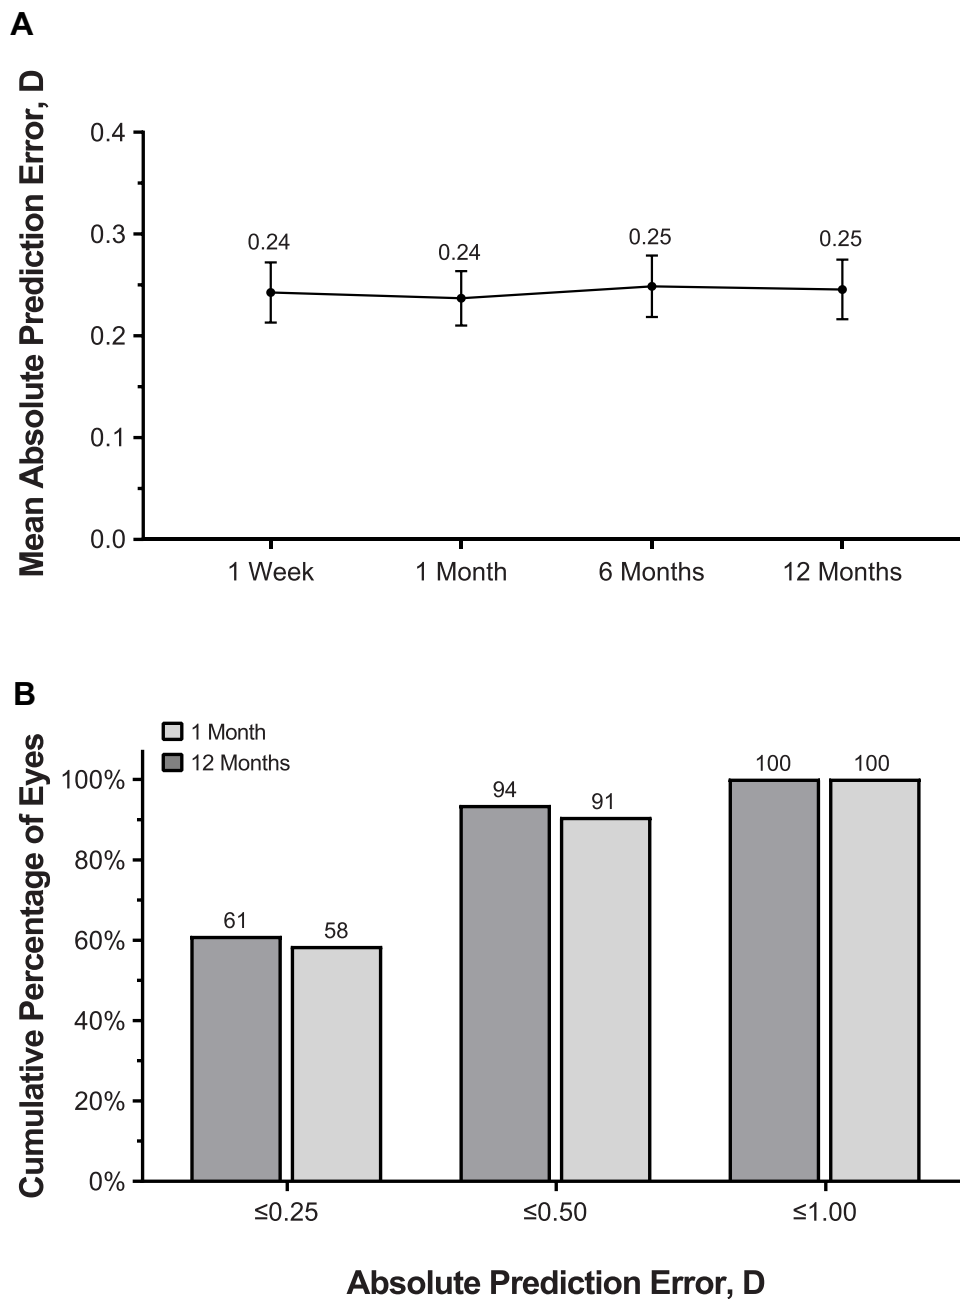 A
Mean Absolute Prediction Error, D
0.4
0.3
0.2
0.1
0.0
0.24
0.24
0.25
0.25
1 Week
1 Month
6 Months
12 Months
B
Cumulative Percentage of Eyes
1 Month
12 Months
100%
80%
60%
40%
20%
0%
61
58
94
91
100
100
≤0.25
≤0.50
≤1.00
Absolute Prediction Error, D